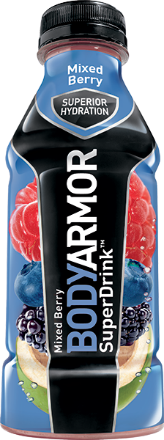 Mixed
Berry
SUPERIOR
HYDRATION
Mixed Berry
BODYARMOR
SuperDrink™